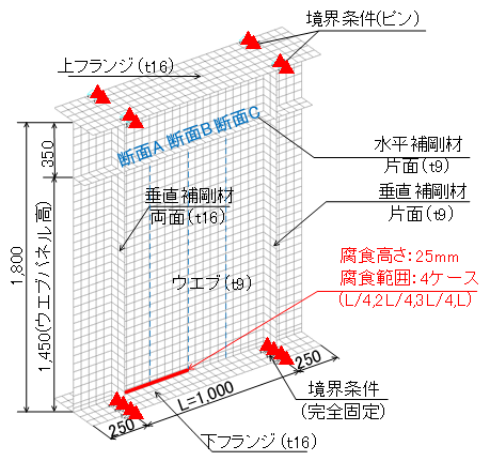 境界条件(ピン)
上フランジ(t16)
断面A 断面B 断面C
水平補剛材
片面(t9)
350
垂直補剛材
両面(t16)
垂直補剛材
片面(t9)
1,800
1,450(ウエブパネル高)
ウエブ(t9)
腐食高さ:25mm
腐食範囲:4ケース
(L/4,2L/4,3L/4,L)
250
L=1,000
250
境界条件
(完全固定)
下フランジ(t16)